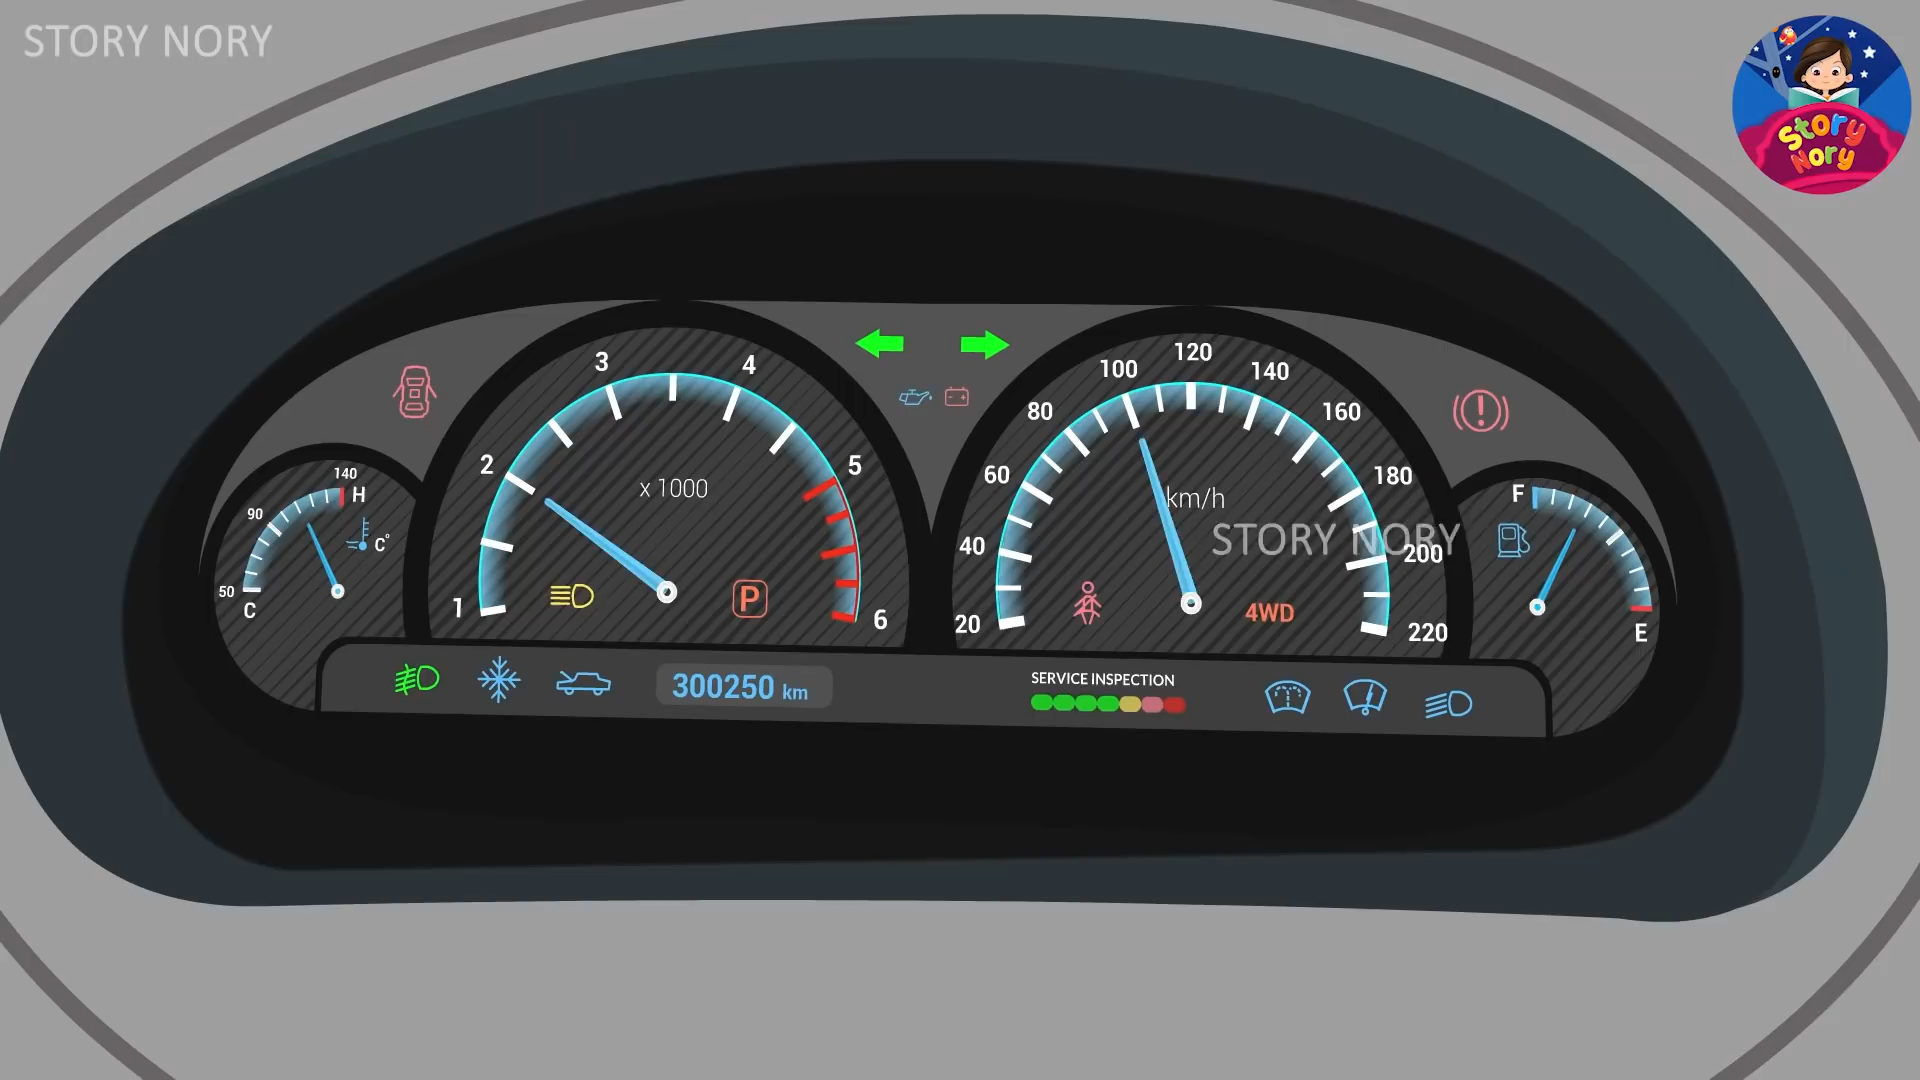 STORY NORY
Story
Nory
3
4
2
5
x 1000
1
6
P
140
H
90
C°
50
C
100
120
140
80
160
60
180
km/h
STORY NORY
40
200
20
220
4WD
F
E
300250 km
SERVICE INSPECTION